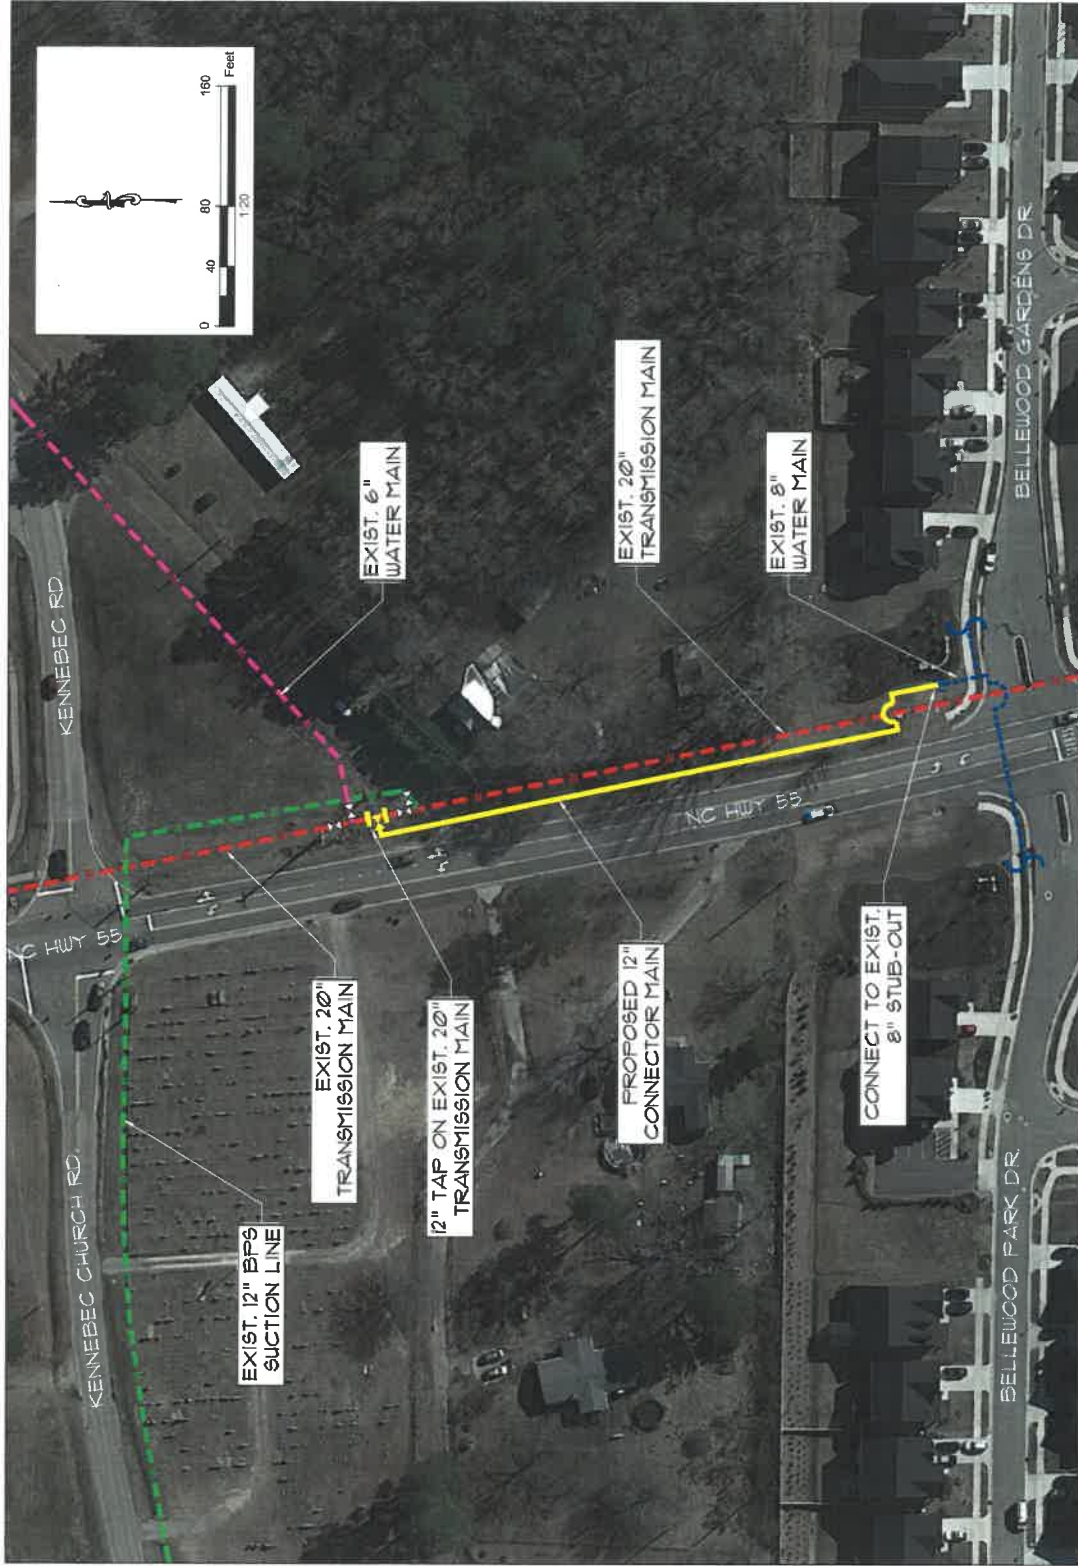 0 40 80 160
Feet
1:20
KENNEBEC RD
KENNEBEC CHURCH RD.
NC HWY 55
EXIST. 12" BPS
SUCTION LINE
EXIST. 20"
TRANSMISSION MAIN
12" TAP ON EXIST. 20"
TRANSMISSION MAIN
EXIST. 6"
WATER MAIN
NC HWY 55
PROPOSED 12"
CONNECTOR MAIN
EXIST. 20"
TRANSMISSION MAIN
EXIST. 8"
WATER MAIN
CONNECT TO EXIST.
8" STUB-OUT
BELLEWOOD PARK DR.
BELLEWOOD GARDENS DR.